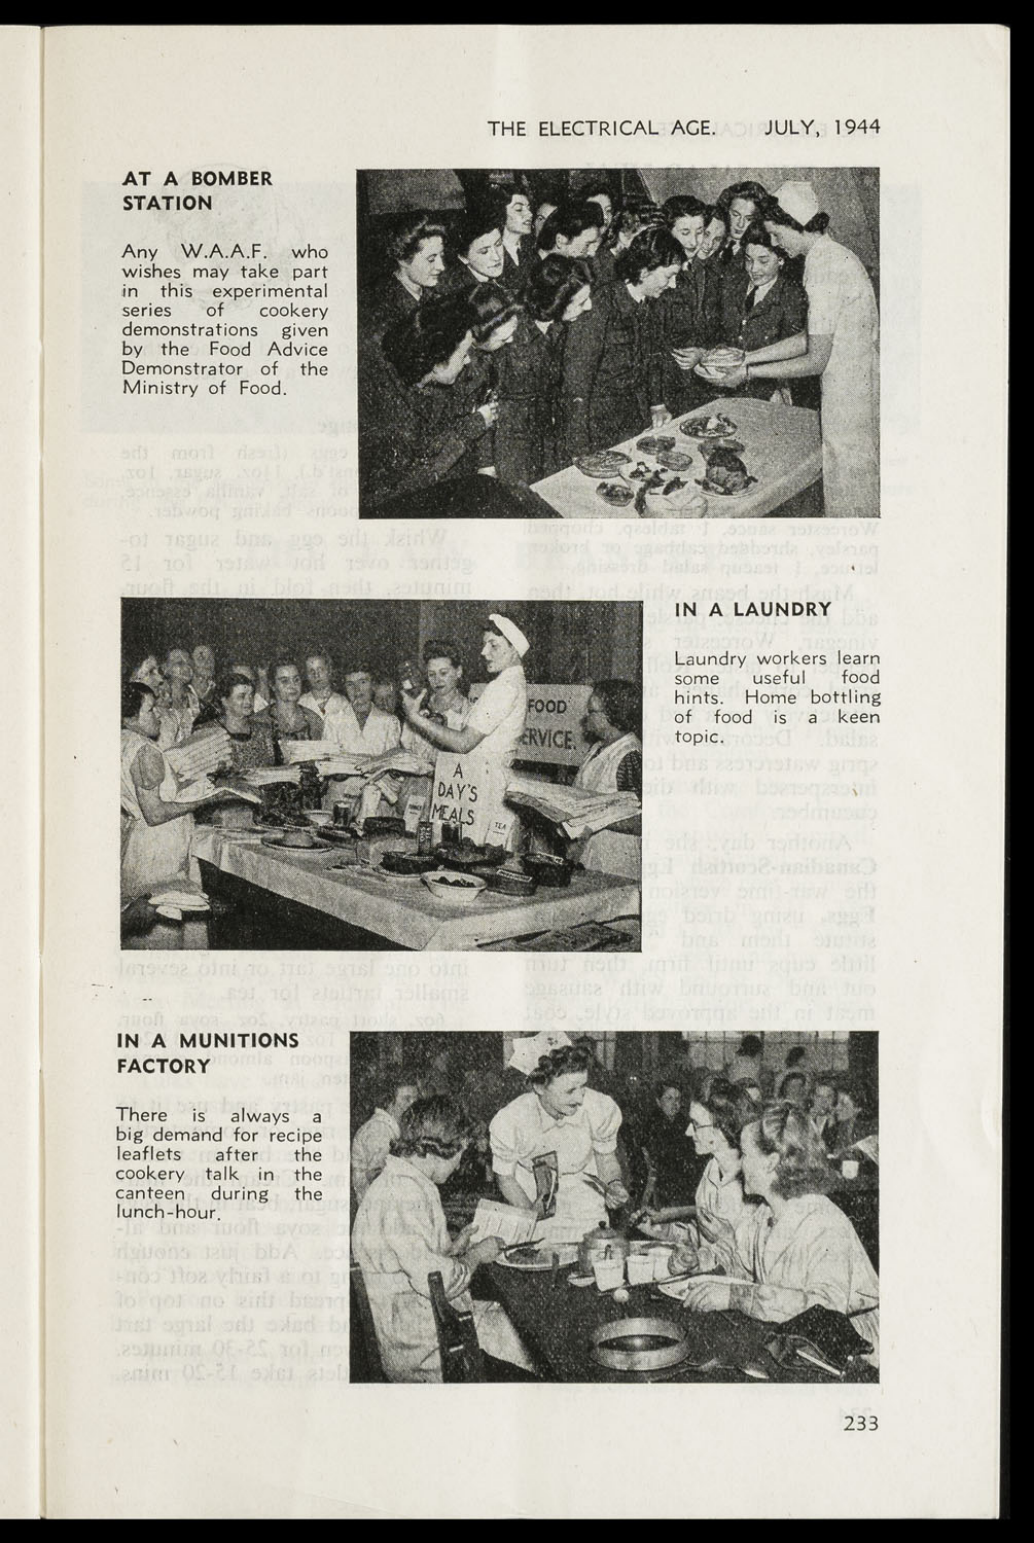 THE ELECTRICAL AGE. JULY, 1944
AT A BOMBER
STATION
Any W.A.A.F. who
wishes may take part
in this experimental
series of cookery
demonstrations given
by the Food Advice
Demonstrator of the
Ministry of Food.
IN A LAUNDRY
Laundry workers learn
some useful food
hints. Home bottling
of food is a keen
topic.
FOOD
ERVICE.
A
DAY'S
MEALS
TEA
IN A MUNITIONS
FACTORY
There is always a
big demand for recipe
leaflets after the
cookery talk in the
canteen during the
lunch-hour.
233